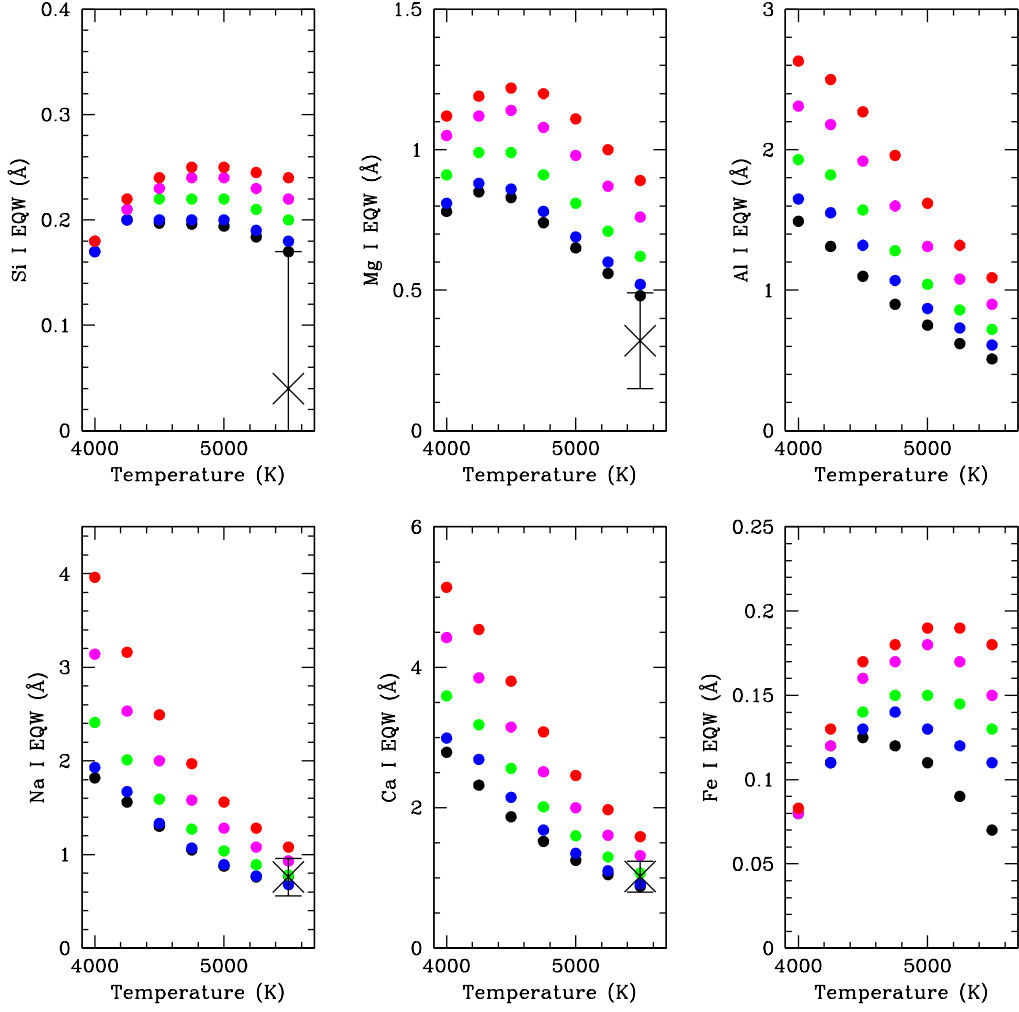 0.4
0.3
0.2
0.1
0
Si I EQW (Å)
4000 5000
Temperature (K)
1.5
1
0.5
0
Mg I EQW (Å)
4000 5000
Temperature (K)
3
2
1
0
Al I EQW (Å)
4000 5000
Temperature (K)
4
3
2
1
0
Na I EQW (Å)
4000 5000
Temperature (K)
6
4
2
0
Ca I EQW (Å)
4000 5000
Temperature (K)
0.25
0.2
0.15
0.1
0.05
0
Fe I EQW (Å)
4000 5000
Temperature (K)